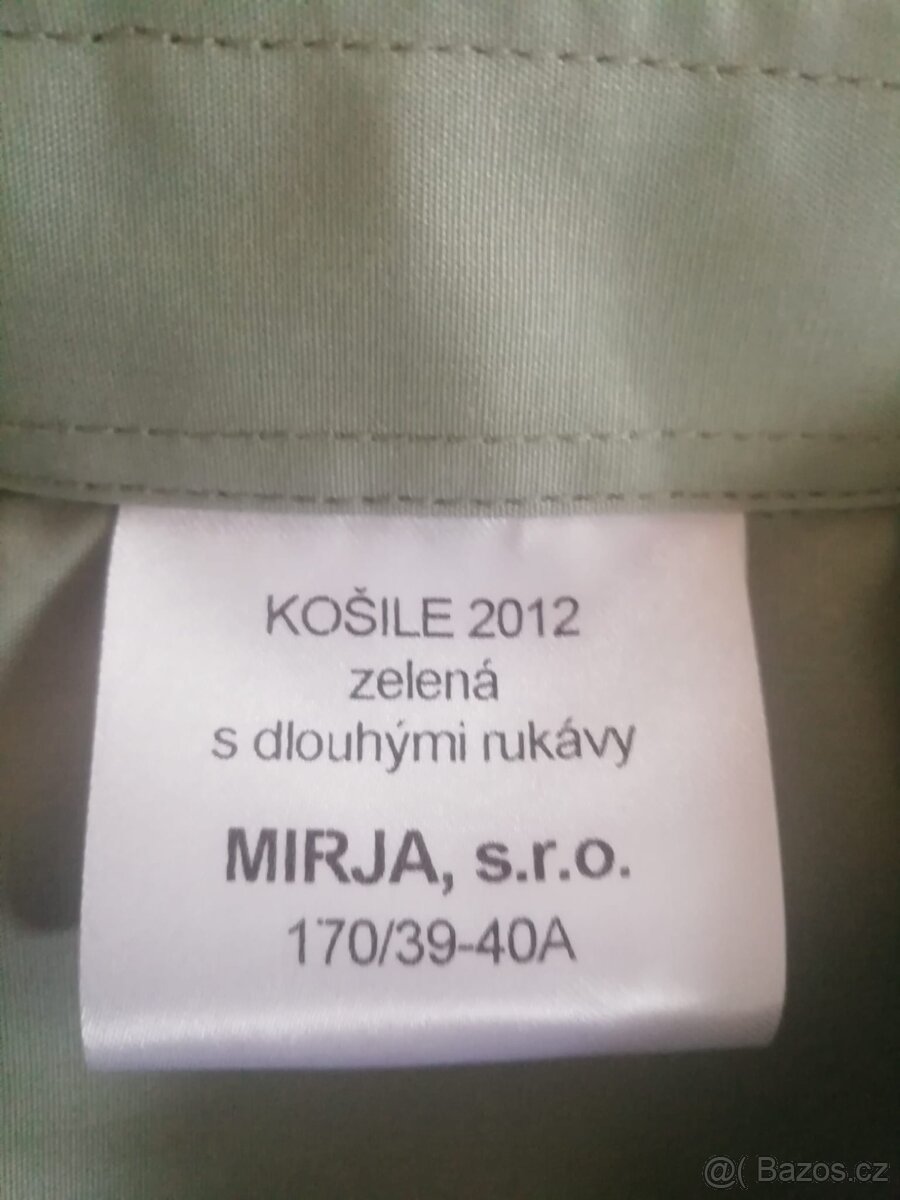 KOŠILE 2012
zelená
s dlouhými rukávy
MIRJA, s.r.o.
170/39-40A
@( Bazos.cz